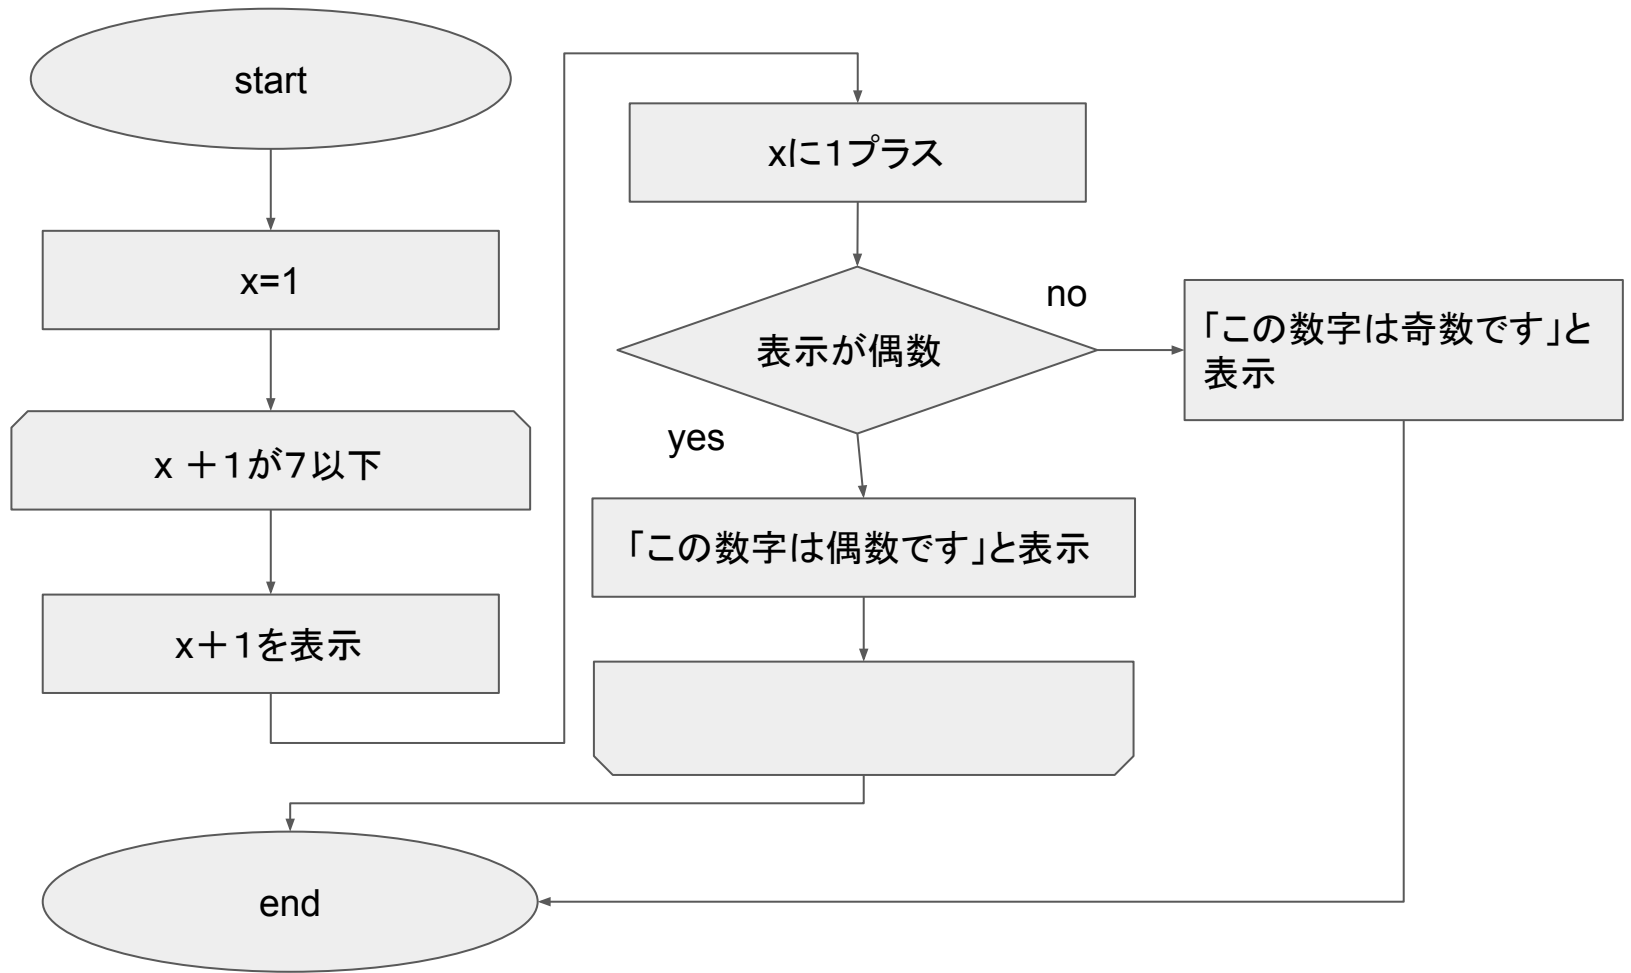 start
x=1
x ＋１が７以下
x＋１を表示
xに１プラス
表示が偶数
no
yes
「この数字は奇数です」と
表示
「この数字は偶数です」と表示
end